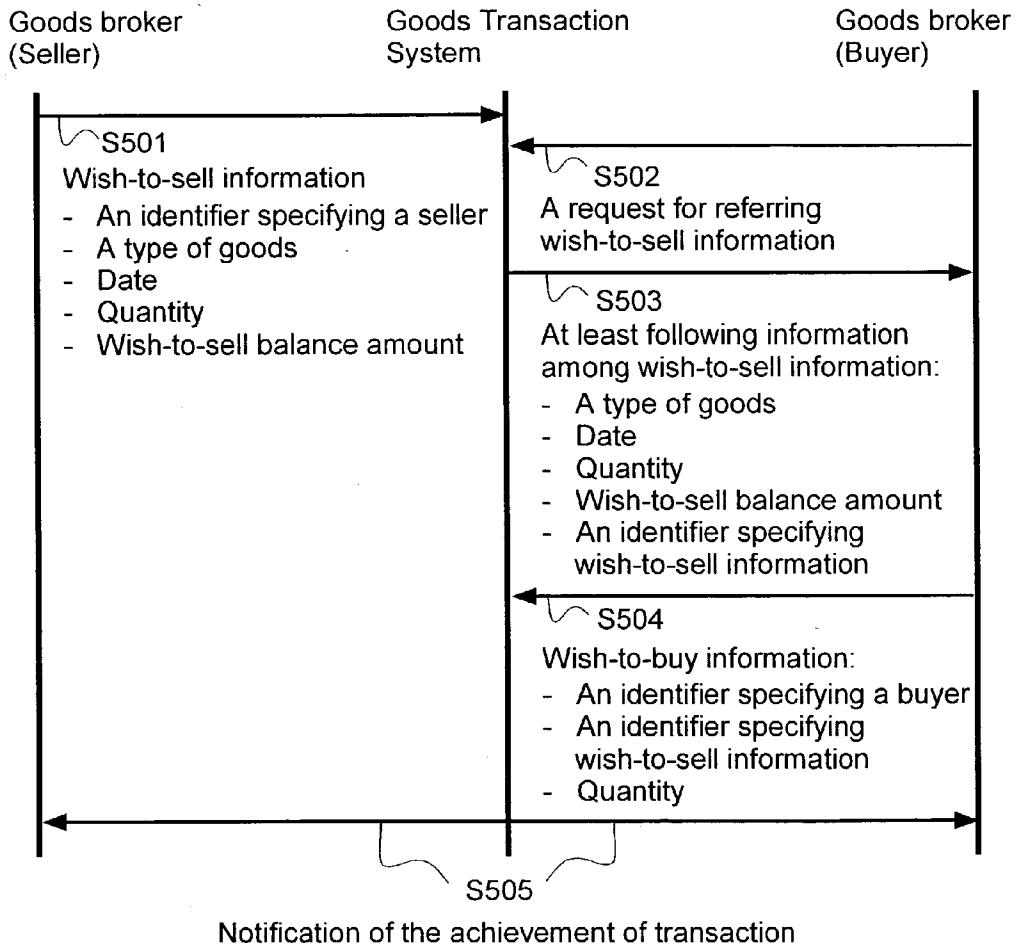 Goods broker
(Seller)
Goods Transaction
System
Goods broker
(Buyer)
S501
Wish-to-sell information
- An identifier specifying a seller
- A type of goods
- Date
- Quantity
- Wish-to-sell balance amount
S502
A request for referring
wish-to-sell information
S503
At least following information
among wish-to-sell information:
- A type of goods
- Date
- Quantity
- Wish-to-sell balance amount
- An identifier specifying
wish-to-sell information
S504
Wish-to-buy information:
- An identifier specifying a buyer
- An identifier specifying
wish-to-sell information
- Quantity
S505
Notification of the achievement of transaction